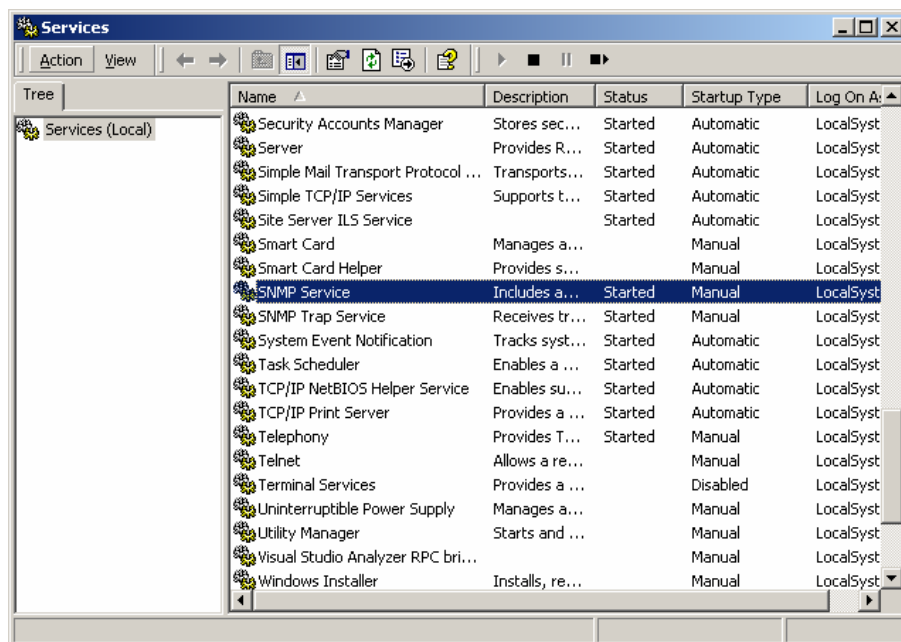 Services
Action View
Tree
Services (Local)
Name Description Status Startup Type Log On A
Security Accounts Manager Stores sec... Started Automatic LocalSyst
Server Provides R... Started Automatic LocalSyst
Simple Mail Transport Protocol ... Transports... Started Automatic LocalSyst
Simple TCP/IP Services Supports t... Started Automatic LocalSyst
Site Server ILS Service Started Automatic LocalSyst
Smart Card Manages a... Manual LocalSyst
Smart Card Helper Provides s... Manual LocalSyst
SNMP Service Includes a... Started Manual LocalSyst
SNMP Trap Service Receives tr... Started Manual LocalSyst
System Event Notification Tracks syst... Started Automatic LocalSyst
Task Scheduler Enables a ... Started Automatic LocalSyst
TCP/IP NetBIOS Helper Service Enables su... Started Automatic LocalSyst
TCP/IP Print Server Provides a ... Started Automatic LocalSyst
Telephony Provides T... Started Manual LocalSyst
Telnet Allows a re... Manual LocalSyst
Terminal Services Provides a ... Disabled LocalSyst
Uninterruptible Power Supply Manages a... Manual LocalSyst
Utility Manager Starts and ... Manual LocalSyst
Visual Studio Analyzer RPC bri... Manual LocalSyst
Windows Installer Installs, re... Manual LocalSyst